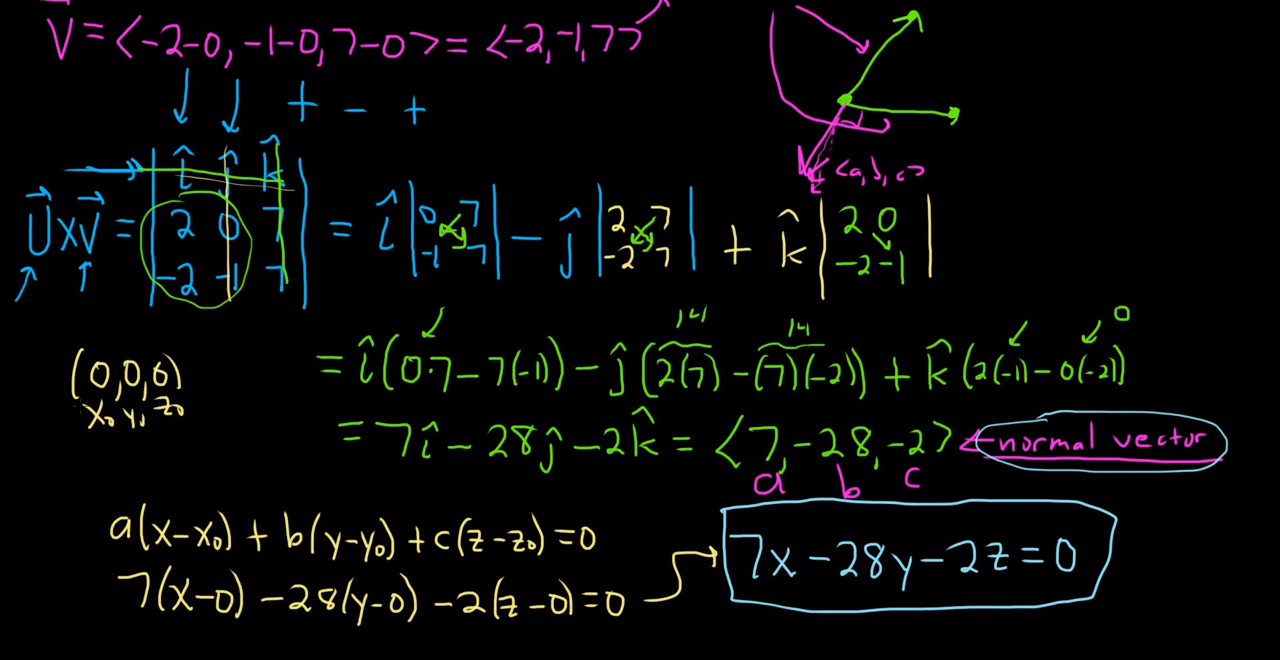 V = <-2-0, -1-0, 7-0> = <-2, -1, 7>
+ - +
<a, b, c>
U x V = | î ĵ k̂ | = î | 0 7 | - ĵ | 2 7 | + k̂ | 2 0 |
| 2 0 7 | | -1 7 | | -2 7 | | -2 -1 |
| -2 -1 7 |
14 14 0
(0,0,0) = î(0·7 - 7(-1)) - ĵ(2(7) - (7)(-2)) + k̂(2(-1) - 0(-2))
x₀ y₀ z₀
= 7î - 28ĵ - 2k̂ = <7, -28, -2> ← normal vector
a b c
a(x-x₀) + b(y-y₀) + c(z-z₀) = 0
7x - 28y - 2z = 0
7(x-0) - 28(y-0) - 2(z-0) = 0